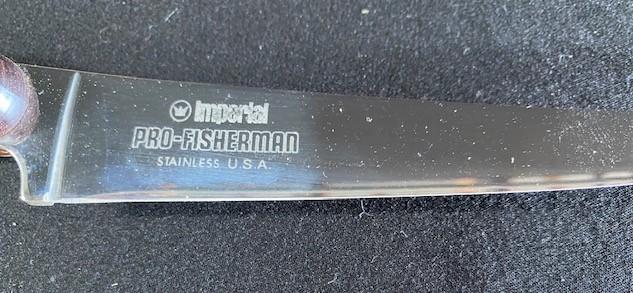 Imperial
PRO-FISHERMAN
STAINLESS U.S.A.